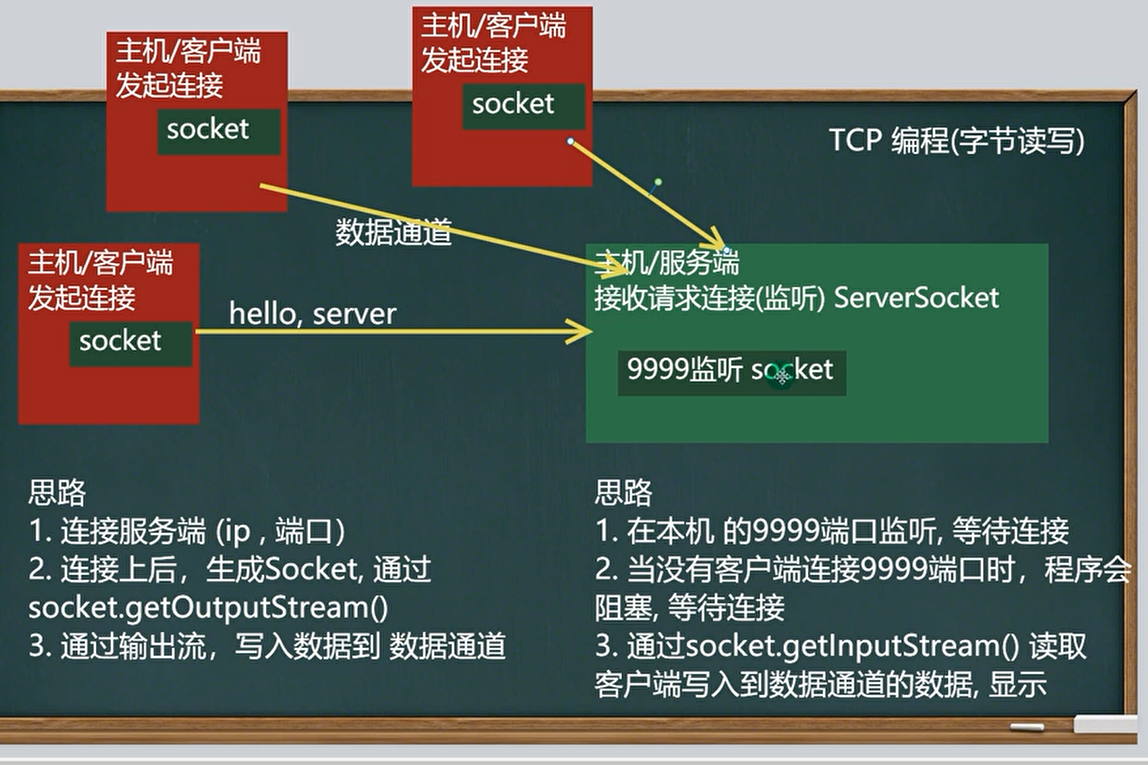 主机/客户端
发起连接
socket
主机/客户端
发起连接
socket
TCP 编程(字节读写)
数据通道
主机/客户端
发起连接
socket
hello, server
主机/服务端
接收请求连接(监听) ServerSocket
9999监听 socket
思路
1. 连接服务端 (ip , 端口)
2. 连接上后，生成Socket, 通过
socket.getOutputStream()
3. 通过输出流，写入数据到 数据通道
思路
1. 在本机 的9999端口监听, 等待连接
2. 当没有客户端连接9999端口时，程序会
阻塞, 等待连接
3. 通过socket.getInputStream() 读取
客户端写入到数据通道的数据, 显示